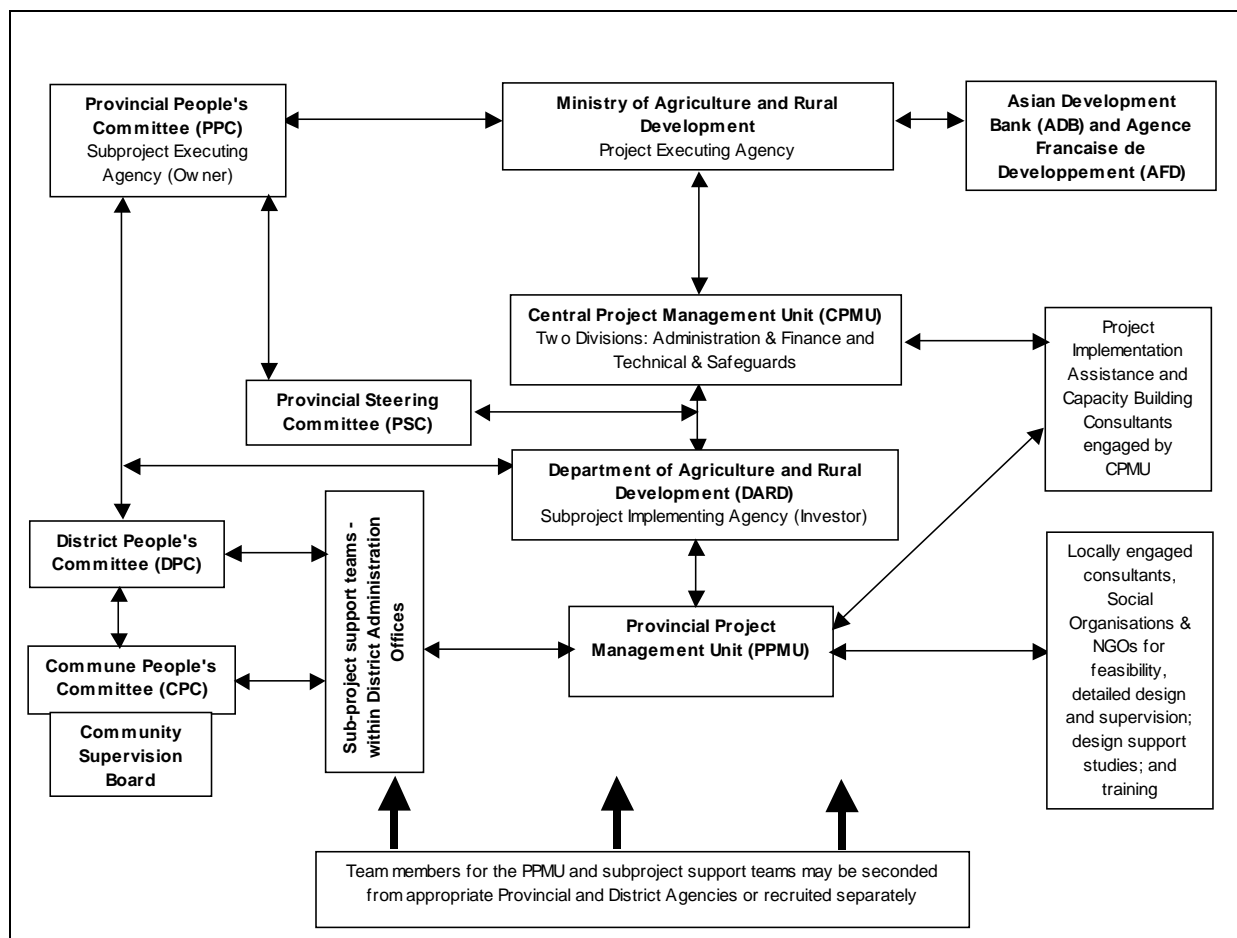 Provincial People's
Committee (PPC)
Subproject Executing
Agency (Owner)
Ministry of Agriculture and Rural
Development
Project Executing Agency
Asian Development
Bank (ADB) and Agence
Francaise de
Developpement (AFD)
Central Project Management Unit (CPMU)
Two Divisions: Administration & Finance and
Technical & Safeguards
Project
Implementation
Assistance and
Capacity Building
Consultants
engaged by
CPMU
Provincial Steering
Committee (PSC)
Department of Agriculture and Rural
Development (DARD)
Subproject Implementing Agency (Investor)
District People's
Committee (DPC)
Sub-project support teams -
within District Administration
Offices
Provincial Project
Management Unit (PPMU)
Locally engaged
consultants,
Social
Organisations &
NGOs for
feasibility,
detailed design
and supervision;
design support
studies; and
training
Commune People's
Committee (CPC)
Community
Supervision
Board
Team members for the PPMU and subproject support teams may be seconded
from appropriate Provincial and District Agencies or recruited separately